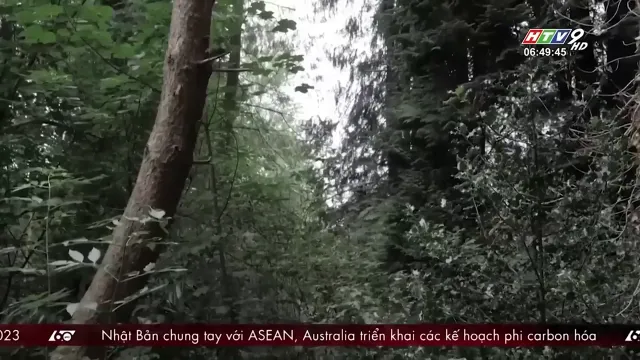 HTV9 HD
06:49:45
023 60 Nhật Bản chung tay với ASEAN, Australia triển khai các kế hoạch phi carbon hóa